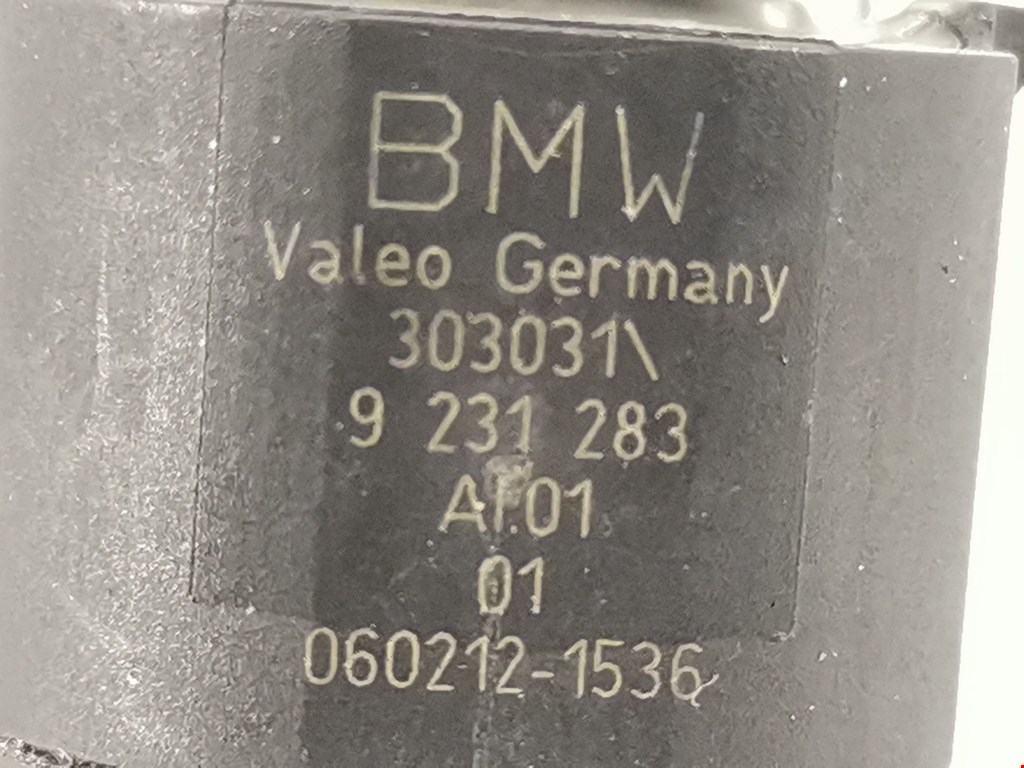 BMW
Valeo Germany
303031\
9 231 283
AI.01
01
060212-1536